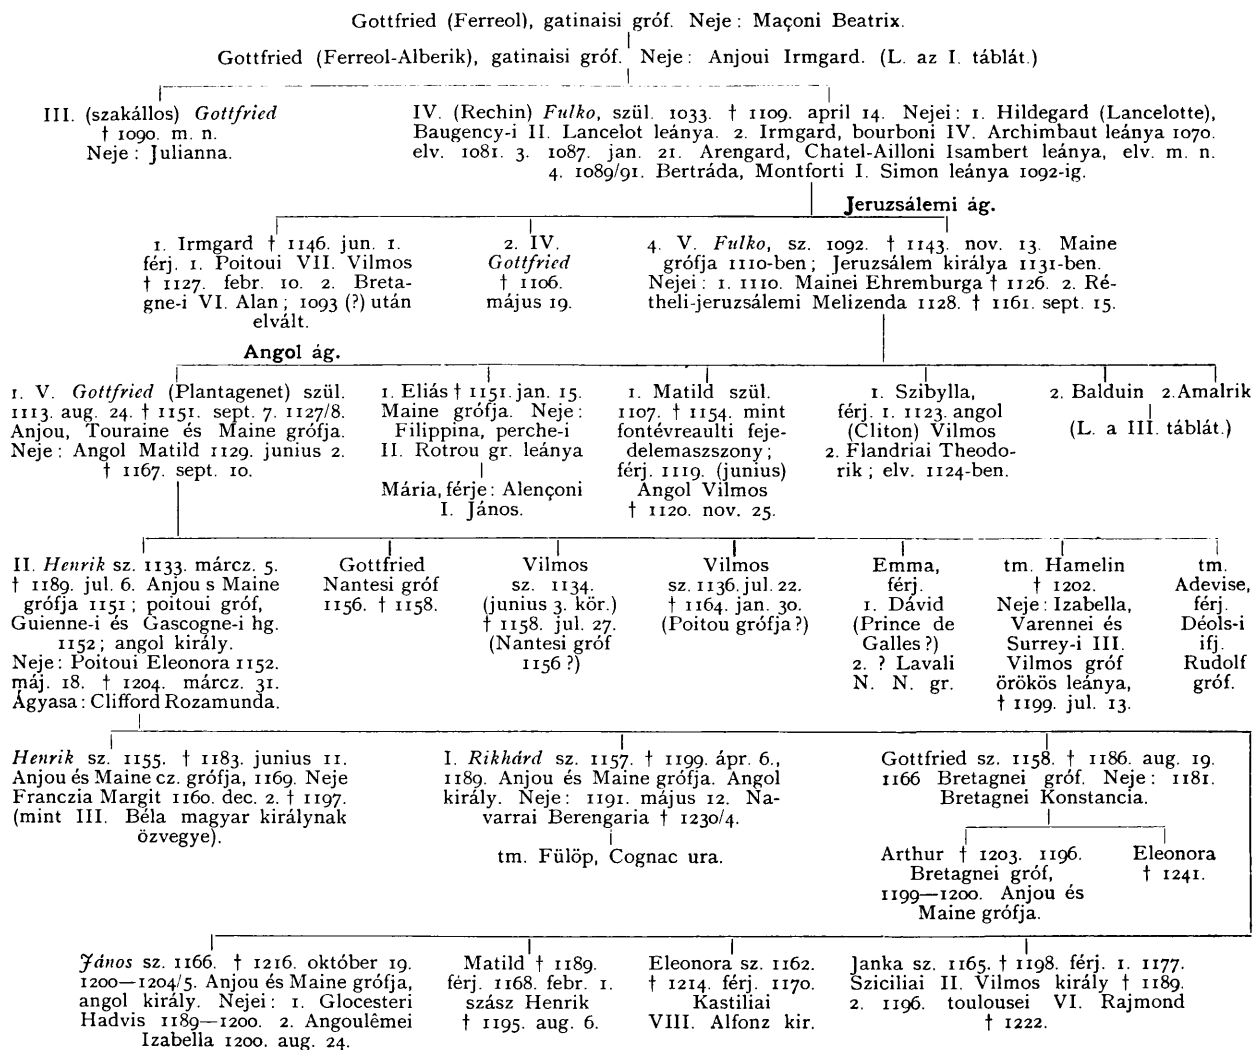 Gottfried (Ferreol), gatinaisi gróf. Neje: Maçoni Beatrix.
Gottfried (Ferreol-Alberik), gatinaisi gróf. Neje: Anjoui Irmgard. (L. az I. táblát.)
III. (szakállos) Gottfried
† 1090. m. n.
Neje: Julianna.
IV. (Rechin) Fulko, szül. 1033. † 1109. april 14. Nejei: 1. Hildegard (Lancelotte),
Baugency-i II. Lancelot leánya. 2. Irmgard, bourboni IV. Archimbaut leánya 1070.
elv. 1081. 3. 1087. jan. 21. Arengard, Chatel-Ailloni Isambert leánya, elv. m. n.
4. 1089/91. Bertráda, Montforti I. Simon leánya 1092-ig.
Jeruzsálemi ág.
1. Irmgard † 1146. jun. 1.
férj. 1. Poitoui VII. Vilmos
† 1127. febr. 10. 2. Breta-
gne-i VI. Alan; 1093 (?) után
elvált.
2. IV.
Gottfried
† 1106.
május 19.
4. V. Fulko, sz. 1092. † 1143. nov. 13. Maine
grófja 1110-ben; Jeruzsálem királya 1131-ben.
Nejei: 1. 1110. Mainei Ehremburga † 1126. 2. Ré-
theli-jeruzsálemi Melizenda 1128. † 1161. sept. 15.
Angol ág.
1. V. Gottfried (Plantagenet) szül.
1113. aug. 24. † 1151. sept. 7. 1127/8.
Anjou, Touraine és Maine grófja.
Neje: Angol Matild 1129. junius 2.
† 1167. sept. 10.
1. Eliás † 1151. jan. 15.
Maine grófja. Neje:
Filippina, perche-i
II. Rotrou gr. leánya
Mária, férje: Alençoni
I. János.
1. Matild szül.
1107. † 1154. mint
fontévreaulti feje-
delemaszszony;
férj. 1119. (junius)
Angol Vilmos
† 1120. nov. 25.
1. Szibylla,
férj. 1. 1123. angol
(Cliton) Vilmos
2. Flandriai Theodo-
rik; elv. 1124-ben.
2. Balduin 2. Amalrik
(L. a III. táblát.)
II. Henrik sz. 1133. márcz. 5.
† 1189. jul. 6. Anjou s Maine
grófja 1151; poitoui gróf,
Guienne-i és Gascogne-i hg.
1152; angol király.
Neje: Poitoui Eleonora 1152.
máj. 18. † 1204. márcz. 31.
Ágyasa: Clifford Rozamunda.
Gottfried
Nantesi gróf
1156. † 1158.
Vilmos
sz. 1134.
(junius 3. kör.)
† 1158. jul. 27.
(Nantesi gróf
1156?)
Vilmos
sz. 1136. jul. 22.
† 1164. jan. 30.
(Poitou grófja?)
Emma,
férj.
1. Dávid
(Prince de
Galles?)
2. ? Lavali
N. N. gr.
tm. Hamelin
† 1202.
Neje: Izabella,
Varennei és
Surrey-i III.
Vilmos gróf
örökös leánya,
† 1199. jul. 13.
tm.
Adevise,
férj.
Déols-i
ifj.
Rudolf
gróf.
Henrik sz. 1155. † 1183. junius 11.
Anjou és Maine cz. grófja, 1169. Neje
Franczia Margit 1160. dec. 2. † 1197.
(mint III. Béla magyar királynak
özvegye).
I. Rikhárd sz. 1157. † 1199. ápr. 6.,
1189. Anjou és Maine grófja. Angol
király. Neje: 1191. május 12. Na-
varrai Berengaria † 1230/4.
tm. Fülöp, Cognac ura.
Gottfried sz. 1158. † 1186. aug. 19.
1166 Bretagnei gróf. Neje: 1181.
Bretagnei Konstancia.
Arthur † 1203. 1196.
Bretagnei gróf,
1199—1200. Anjou és
Maine grófja.
Eleonora
† 1241.
János sz. 1166. † 1216. október 19.
1200—1204/5. Anjou és Maine grófja,
angol király. Nejei: 1. Glocesteri
Hadvis 1189—1200. 2. Angoulêmei
Izabella 1200. aug. 24.
Matild † 1189.
férj. 1168. febr. 1.
szász Henrik
† 1195. aug. 6.
Eleonora sz. 1162.
† 1214. férj. 1170.
Kastiliai
VIII. Alfonz kir.
Janka sz. 1165. † 1198. férj. 1. 1177.
Sziciliai II. Vilmos király † 1189.
2. 1196. toulousei VI. Rajmond
† 1222.